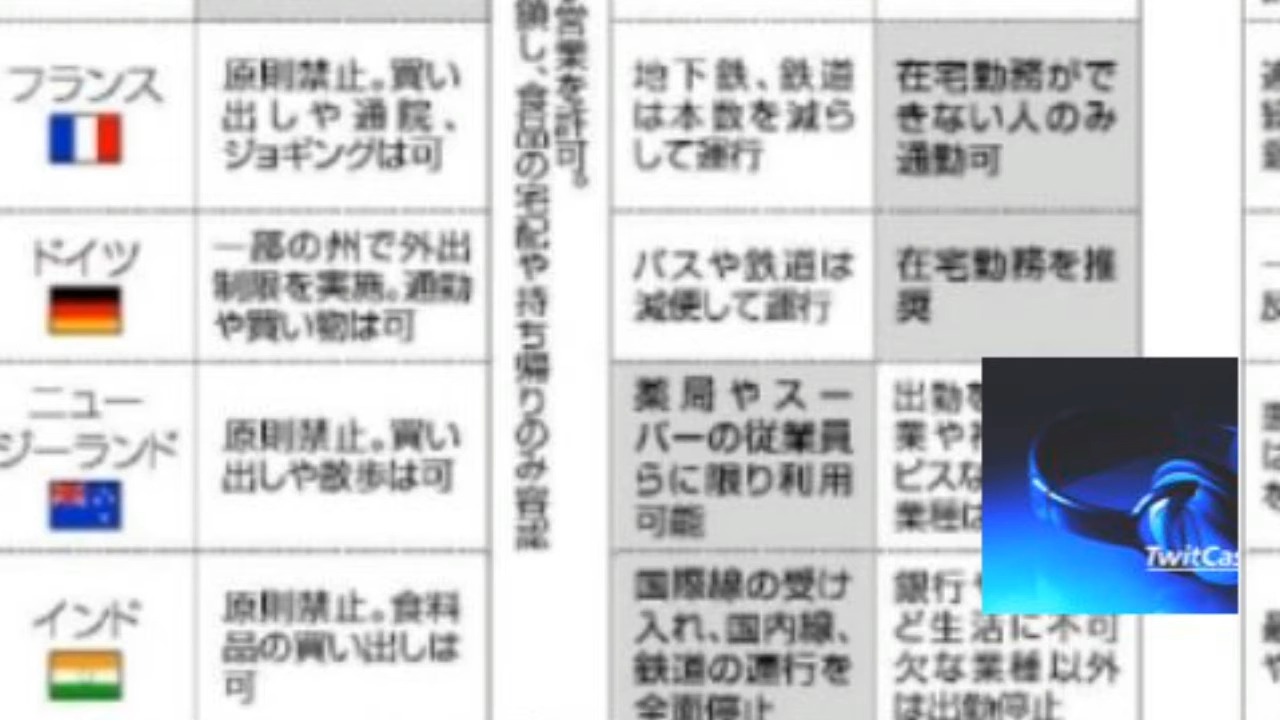 フランス
原則禁止。買い
出しや通院、
ジョギングは可
営業を許可。
し、食品の宅配や持ち帰りのみ容認
地下鉄、鉄道
は本数を減ら
して運行
在宅勤務がで
きない人のみ
通勤可
ドイツ
一部の州で外出
制限を実施。通勤
や買い物は可
バスや鉄道は
減便して運行
在宅勤務を推
奨
ニュー
ジーランド
原則禁止。買い
出しや散歩は可
薬局やスー
パーの従業員
らに限り利用
可能
出勤
業や
ビスな
業種は
インド
原則禁止。食料
品の買い出しは
可
国際線の受け
入れ、国内線、
鉄道の運行を
全面停止
銀行
ど生活に不可
欠な業種以外
は出勤停止
TwitCas